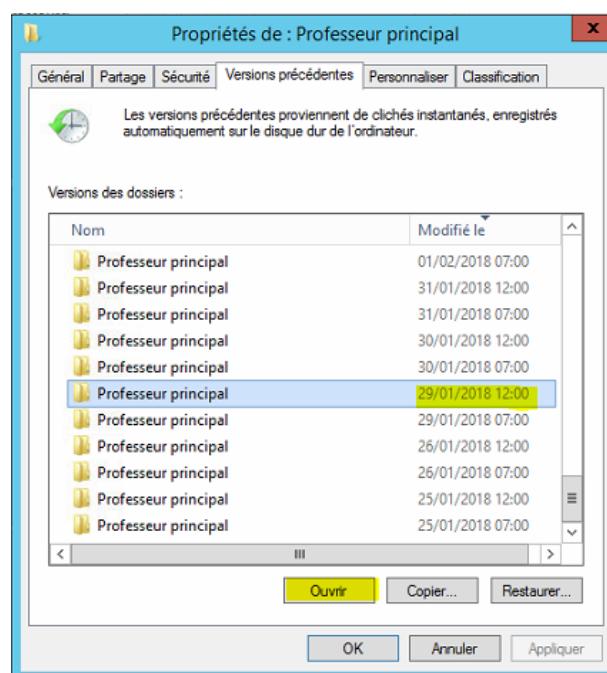 Propriétés de : Professeur principal
x
Général Partage Sécurité Versions précédentes Personnaliser Classification
Les versions précédentes proviennent de clichés instantanés, enregistrés
automatiquement sur le disque dur de l'ordinateur.
Versions des dossiers :
Nom Modifié le
Professeur principal 01/02/2018 07:00
Professeur principal 31/01/2018 12:00
Professeur principal 31/01/2018 07:00
Professeur principal 30/01/2018 12:00
Professeur principal 30/01/2018 07:00
Professeur principal 29/01/2018 12:00
Professeur principal 29/01/2018 07:00
Professeur principal 26/01/2018 12:00
Professeur principal 26/01/2018 07:00
Professeur principal 25/01/2018 12:00
Professeur principal 25/01/2018 07:00
Ouvrir Copier... Restaurer...
OK Annuler Appliquer